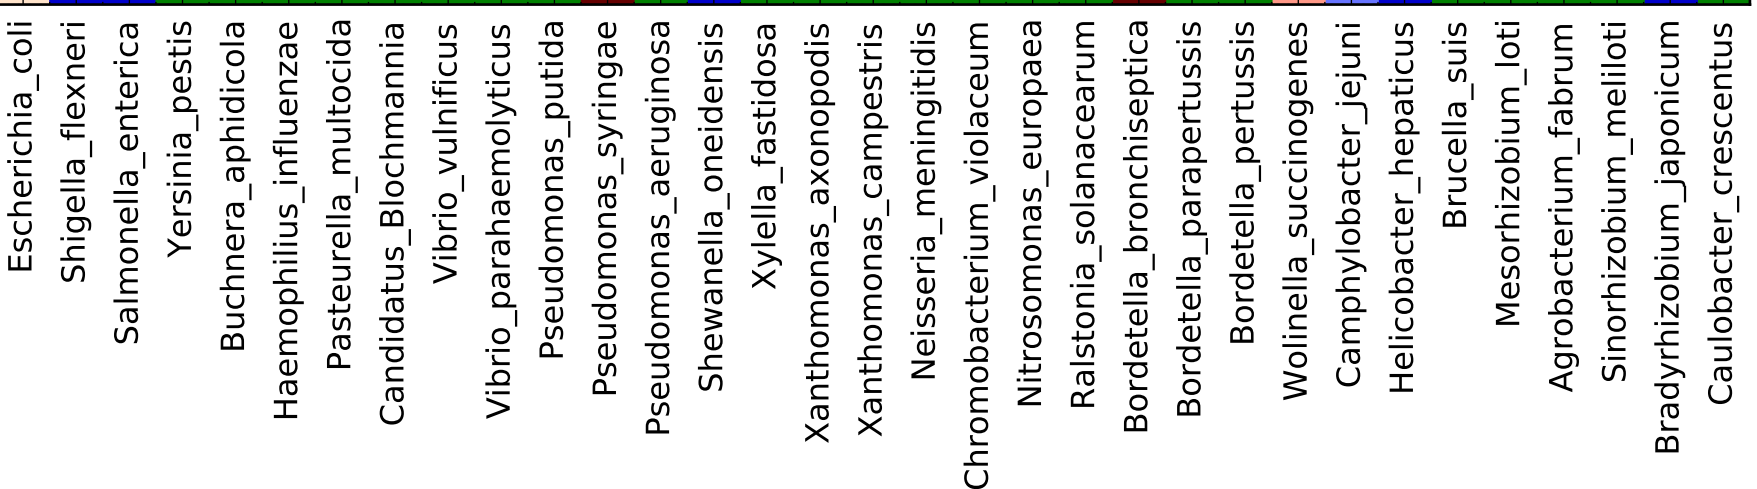 Escherichia_coli
Shigella_flexneri
Salmonella_enterica
Yersinia_pestis
Buchnera_aphidicola
Haemophilius_influenzae
Pasteurella_multocida
Candidatus_Blochmannia
Vibrio_vulnificus
Vibrio_parahaemolyticus
Pseudomonas_putida
Pseudomonas_syringae
Pseudomonas_aeruginosa
Shewanella_oneidensis
Xylella_fastidosa
Xanthomonas_axonopodis
Xanthomonas_campestris
Neisseria_meningitidis
Chromobacterium_violaceum
Nitrosomonas_europaea
Ralstonia_solanacearum
Bordetella_bronchiseptica
Bordetella_parapertussis
Bordetella_pertussis
Wolinella_succinogenes
Camphylobacter_jejuni
Helicobacter_hepaticus
Brucella_suis
Mesorhizobium_loti
Agrobacterium_fabrum
Sinorhizobium_meliloti
Bradyrhizobium_japonicum
Caulobacter_crescentus